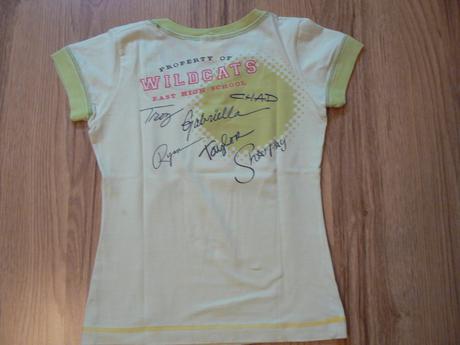 PROPERTY OF
WILDCATS
EAST HIGH SCHOOL
CHAD
Troy Gabriella
Ryan Taylor Sharpay